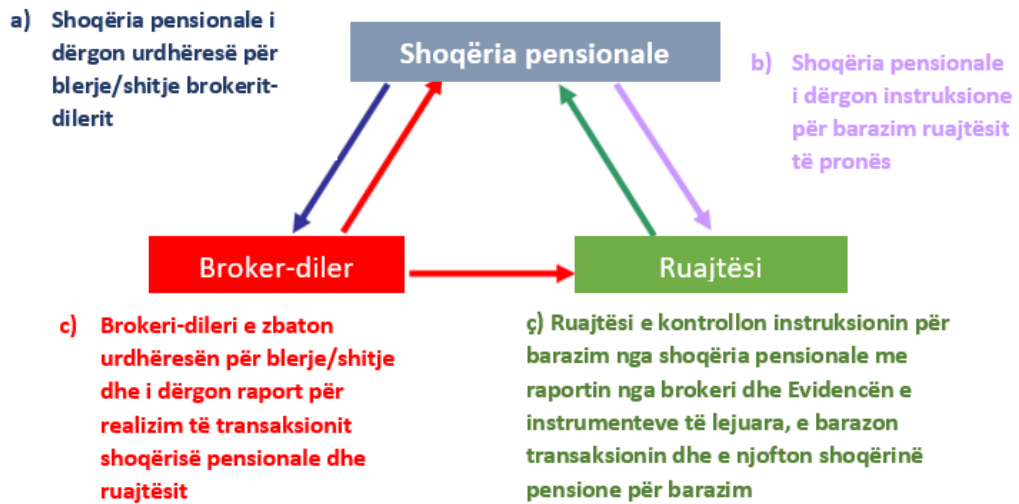 a) Shoqëria pensionale i
dërgon urdhëresë për
blerje/shitje brokerit-
dilerit
Shoqëria pensionale
b) Shoqëria pensionale
i dërgon instruksione
për barazim ruajtësit
të pronës
Broker-diler
Ruajtësi
c) Brokeri-dileri e zbaton
urdhëresën për blerje/shitje
dhe i dërgon raport për
realizim të transaksionit
shoqërisë pensionale dhe
ruajtësit
ç) Ruajtësi e kontrollon instruksionin për
barazim nga shoqëria pensionale me
raportin nga brokeri dhe Evidencën e
instrumenteve të lejuara, e barazon
transaksionin dhe e njofton shoqërinë
pensione për barazim